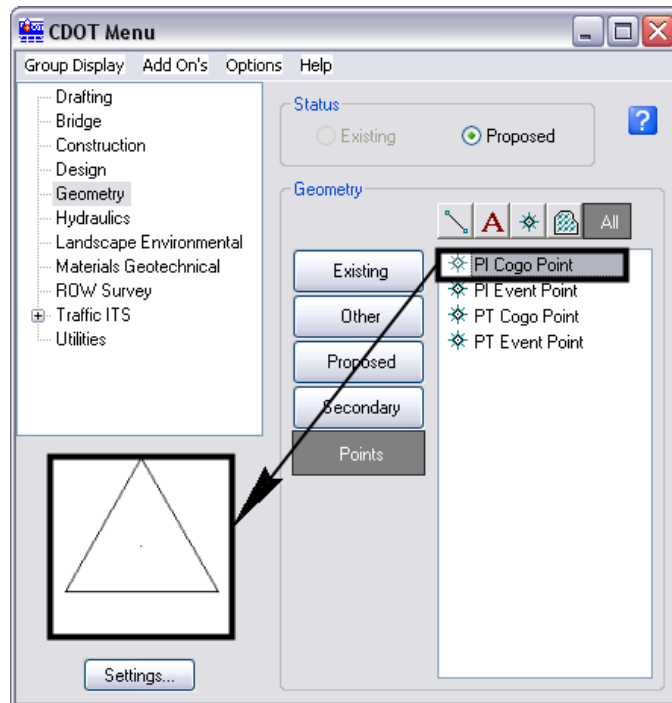 CDOT Menu
Group Display Add On's Options Help
Drafting
Bridge
Construction
Design
Geometry
Hydraulics
Landscape Environmental
Materials Geotechnical
ROW Survey
Traffic ITS
Utilities
Status
Existing Proposed
?
Geometry
A All
Existing
Other
Proposed
Secondary
Points
PI Cogo Point
PI Event Point
PT Cogo Point
PT Event Point
Settings...